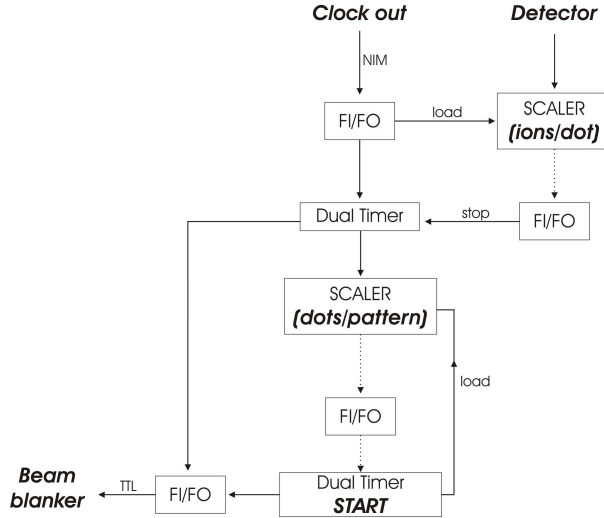 Clock out
Detector
NIM
FI/FO
load
SCALER
(ions/dot)
Dual Timer
stop
FI/FO
SCALER
(dots/pattern)
load
FI/FO
Beam
blanker
TTL
FI/FO
Dual Timer
START